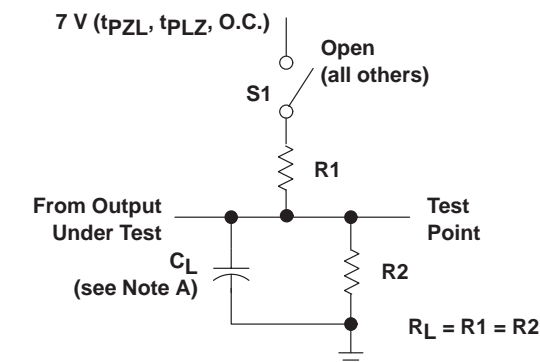 7 V (tPZL, tPLZ, O.C.)
Open
(all others)
S1
R1
From Output
Under Test
Test
Point
CL
(see Note A)
R2
RL = R1 = R2